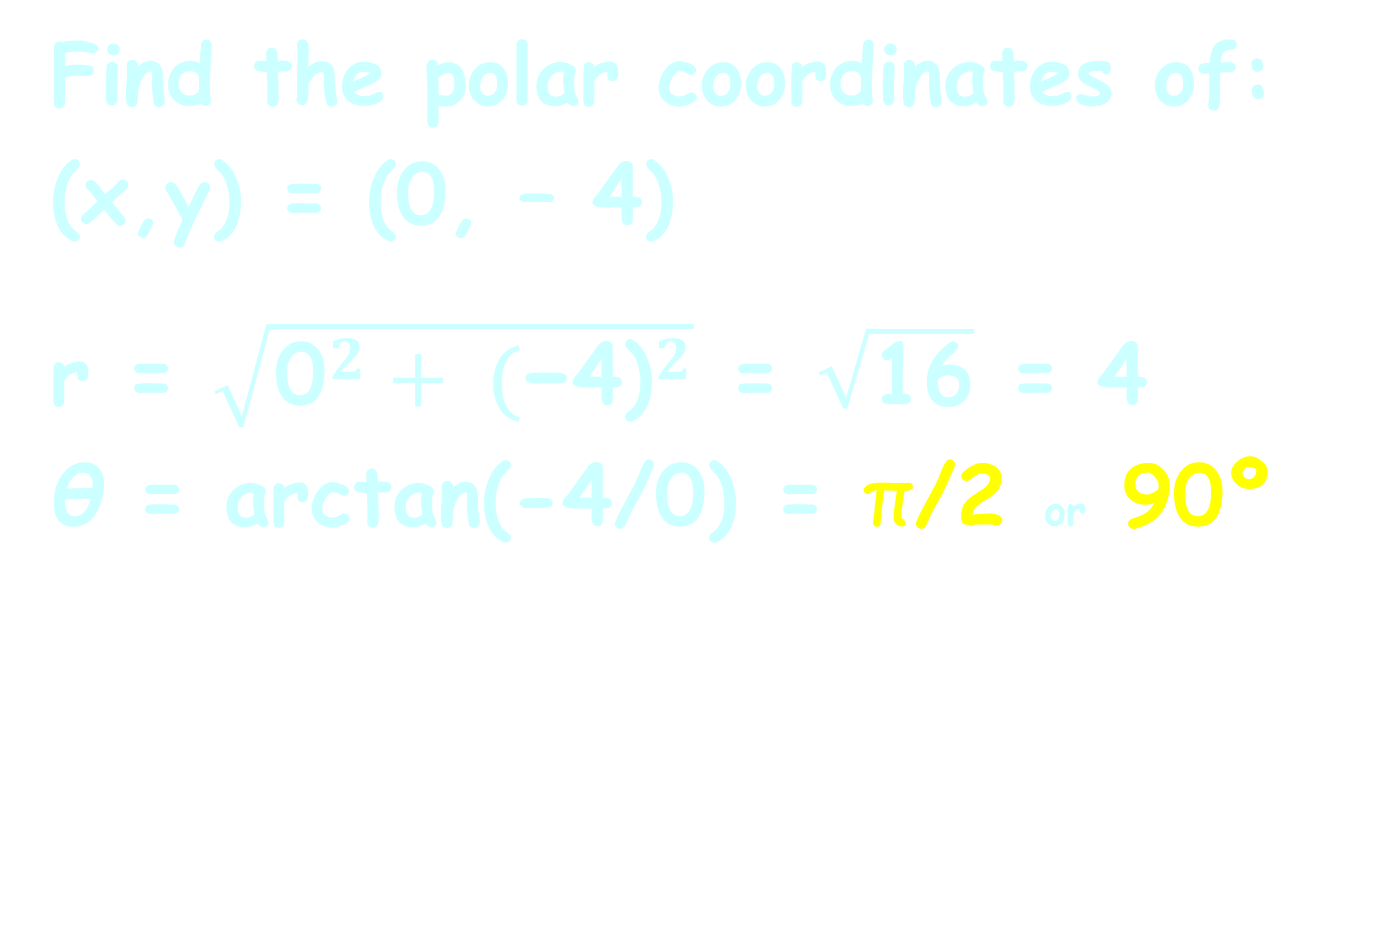 Find the polar coordinates of:
(x,y) = (0, – 4)
r = √0² + (–4)² = √16 = 4
θ = arctan(-4/0) = π/2 or 90°